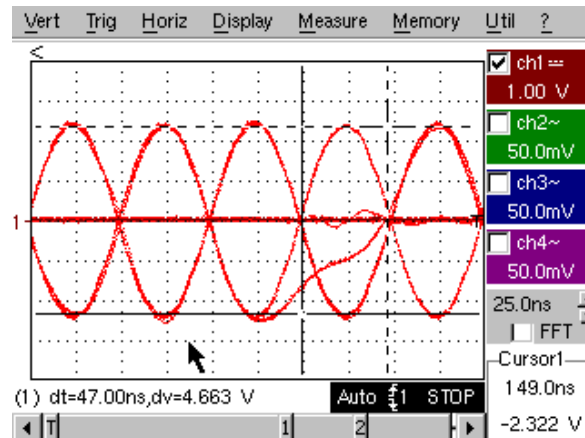 Vert Trig Horiz Display Measure Memory Util ?
<
ch1
1.00 V
ch2~
50.0mV
ch3~
50.0mV
ch4~
50.0mV
1
25.0ns
FFT
Cursor1
149.0ns
-2.322 V
(1) dt=47.00ns,dv=4.663 V
Auto 1 STOP
T 1 2